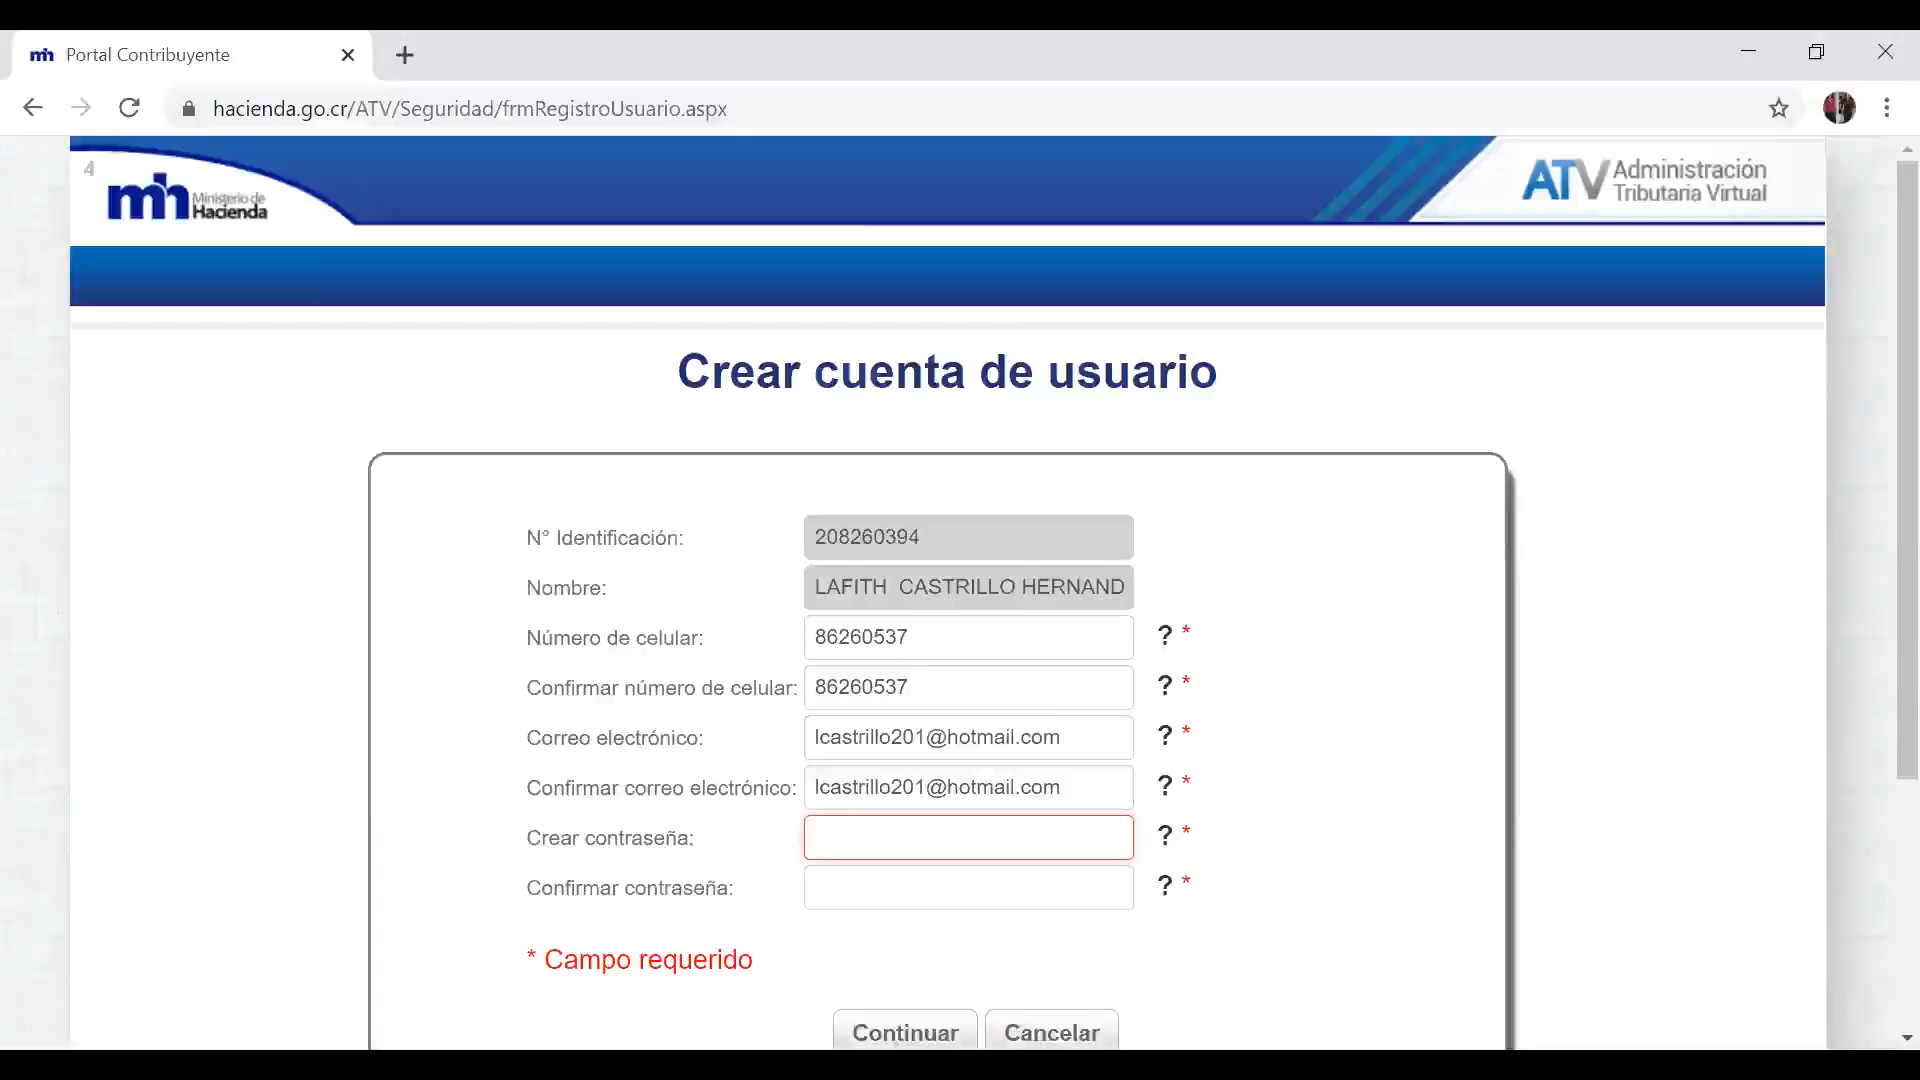 Portal Contribuyente
hacienda.go.cr/ATV/Seguridad/frmRegistroUsuario.aspx
4
mh Ministerio de Hacienda
ATV Administración Tributaria Virtual
Crear cuenta de usuario
N° Identificación: 208260394
Nombre: LAFITH CASTRILLO HERNAND
Número de celular: 86260537 ? *
Confirmar número de celular: 86260537 ? *
Correo electrónico: lcastrillo201@hotmail.com ? *
Confirmar correo electrónico: lcastrillo201@hotmail.com ? *
Crear contraseña: ? *
Confirmar contraseña: ? *
* Campo requerido
Continuar Cancelar